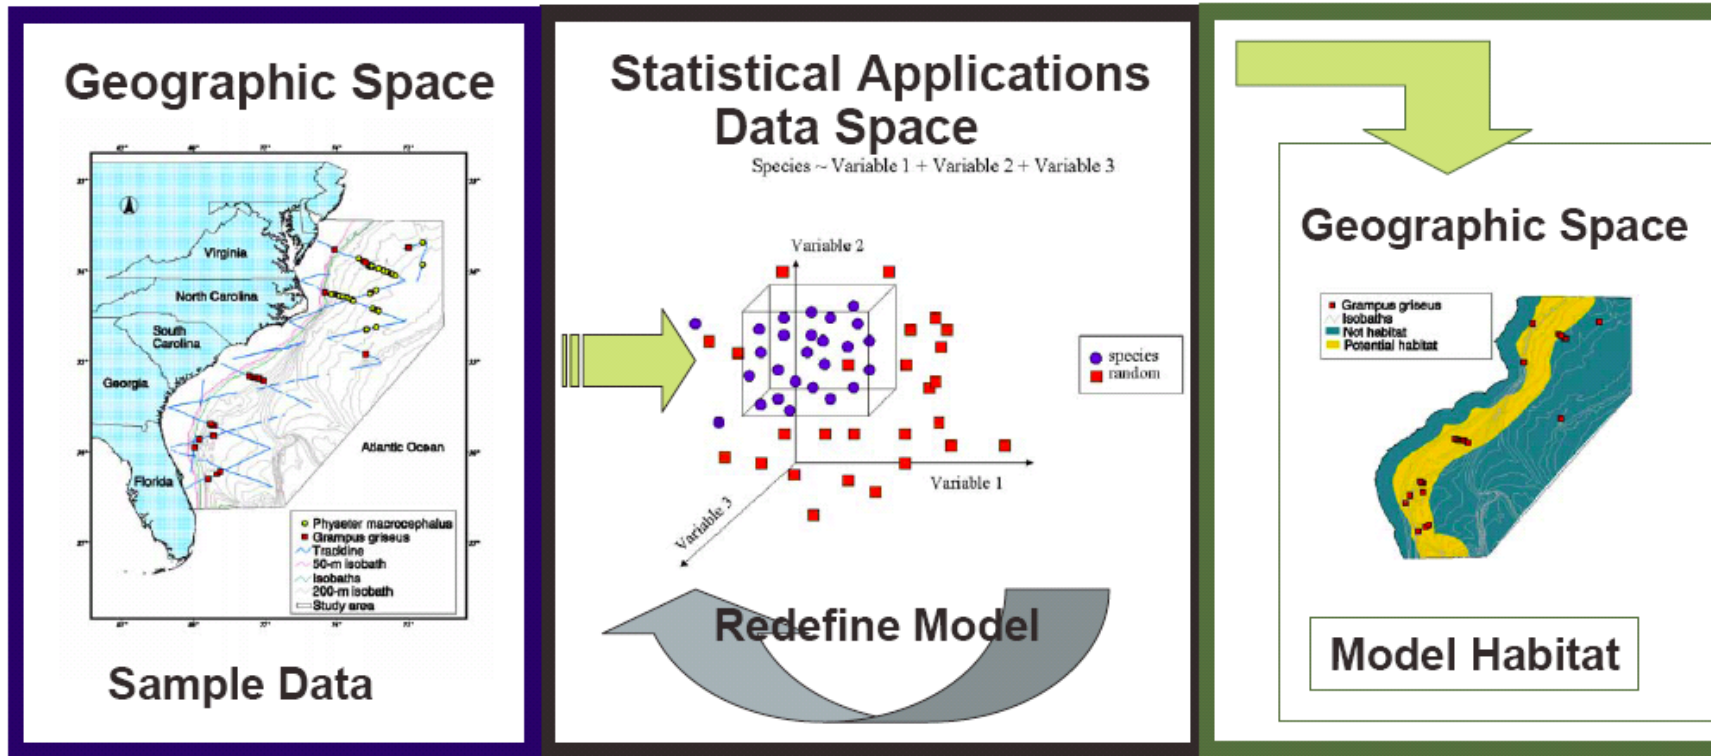 Geographic Space
Virginia
North Carolina
South
Carolina
Georgia
Florida
Atlantic Ocean
Physeter macrocephalus
Grampus griseus
Trackline
50-m isobath
Isobaths
200-m isobath
Study area
Sample Data
Statistical Applications
Data Space
Species ~ Variable 1 + Variable 2 + Variable 3
Variable 2
Variable 1
Variable 3
species
random
Redefine Model
Geographic Space
Grampus griseus
Isobaths
Not habitat
Potential habitat
Model Habitat